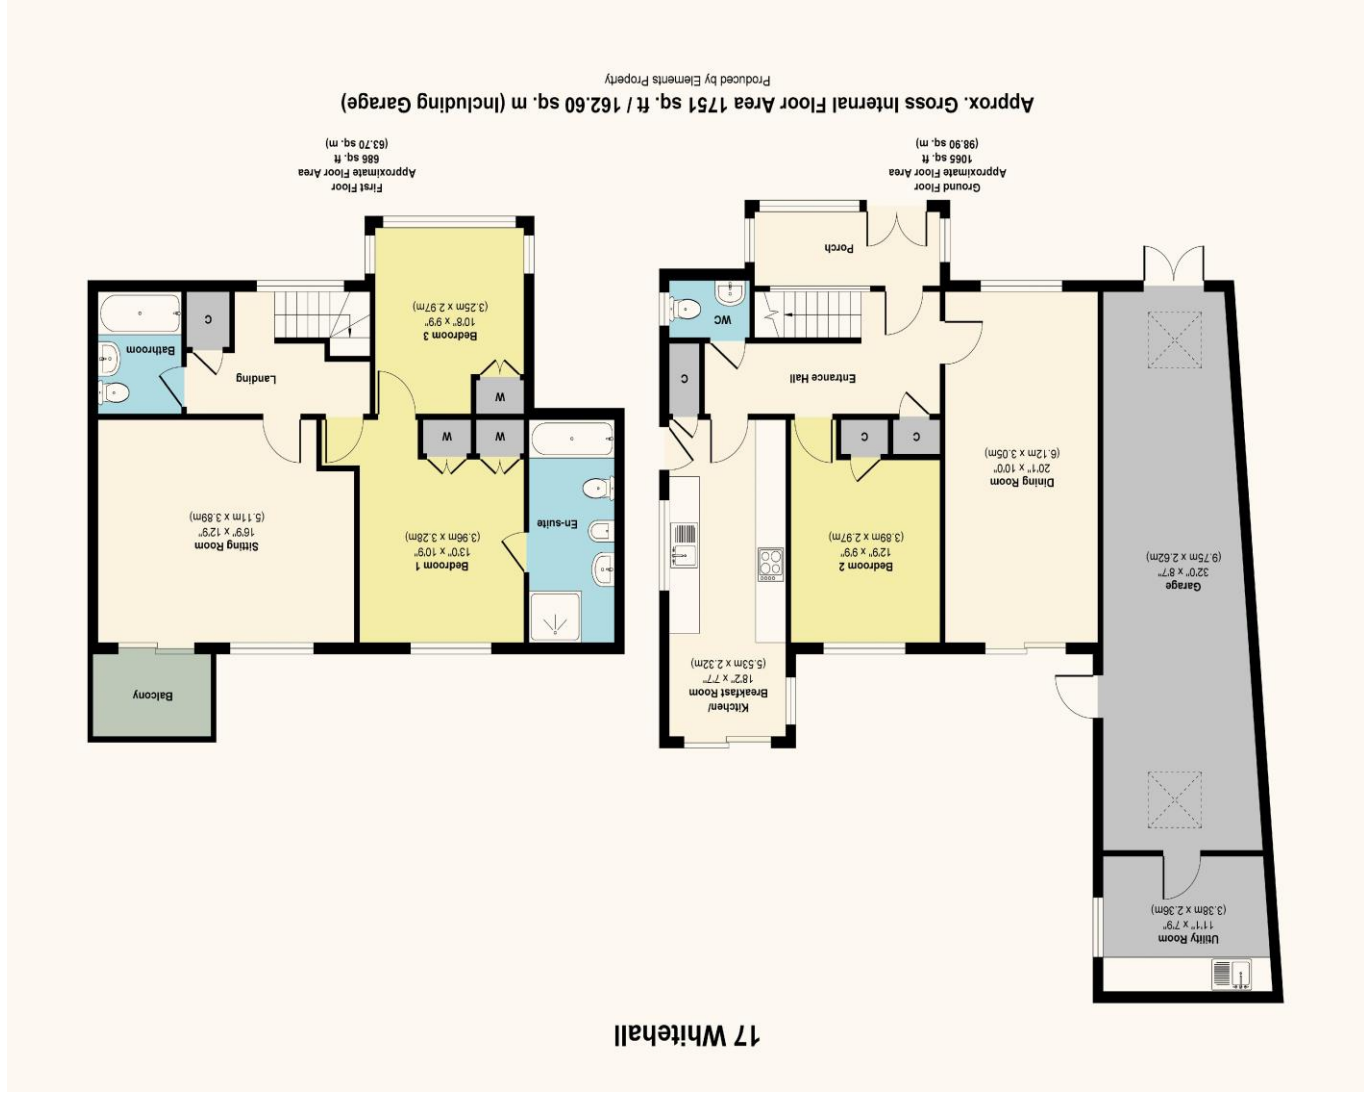 17 Whitehall
Utility Room
11'1" x 7'9"
(3.38m x 2.36m)
Garage
32'0" x 8'7"
(9.75m x 2.62m)
Dining Room
20'1" x 10'0
(6.12m x 3.05m)
Bedroom 2
12'9" x 9'9"
(3.89m x 2.97m)
Kitchen/
Breakfast Room
18'2" x 7'7"
(5.53m x 2.32m)
C
C
C
Entrance Hall
WC
Porch
Balcony
Sitting Room
16'9" x 12'9"
(5.11m x 3.89m)
Bedroom 1
13'0" x 10'9"
(3.96m x 3.28m)
En-suite
W
W
W
Bedroom 3
10'8" x 9'9"
(3.25m x 2.97m)
Landing
C
Bathroom
Ground Floor
Approximate Floor Area
1065 sq. ft
(98.90 sq. m)
First Floor
Approximate Floor Area
686 sq. ft
(63.70 sq. m)
Approx. Gross Internal Floor Area 1751 sq. ft / 162.60 sq. m (Including Garage)
Produced by Elements Property